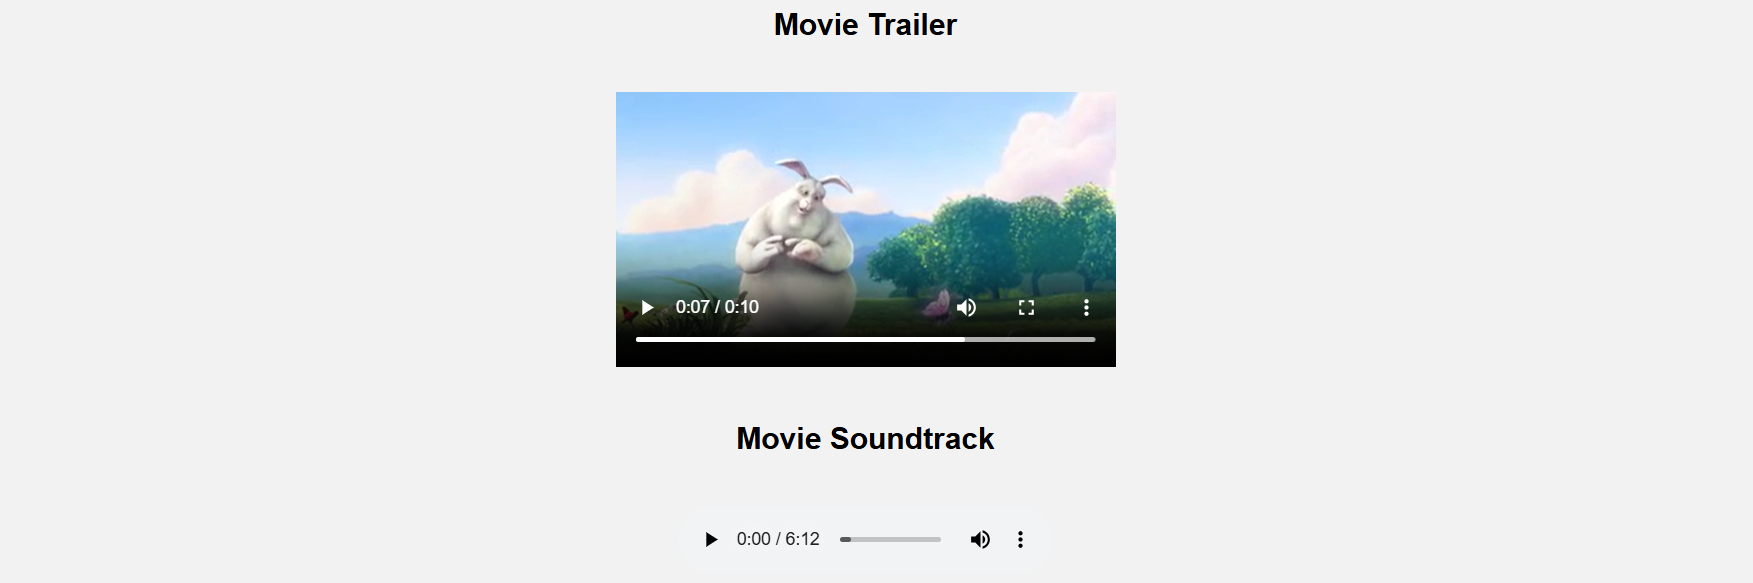 Movie Trailer
0:07 / 0:10
Movie Soundtrack
0:00 / 6:12